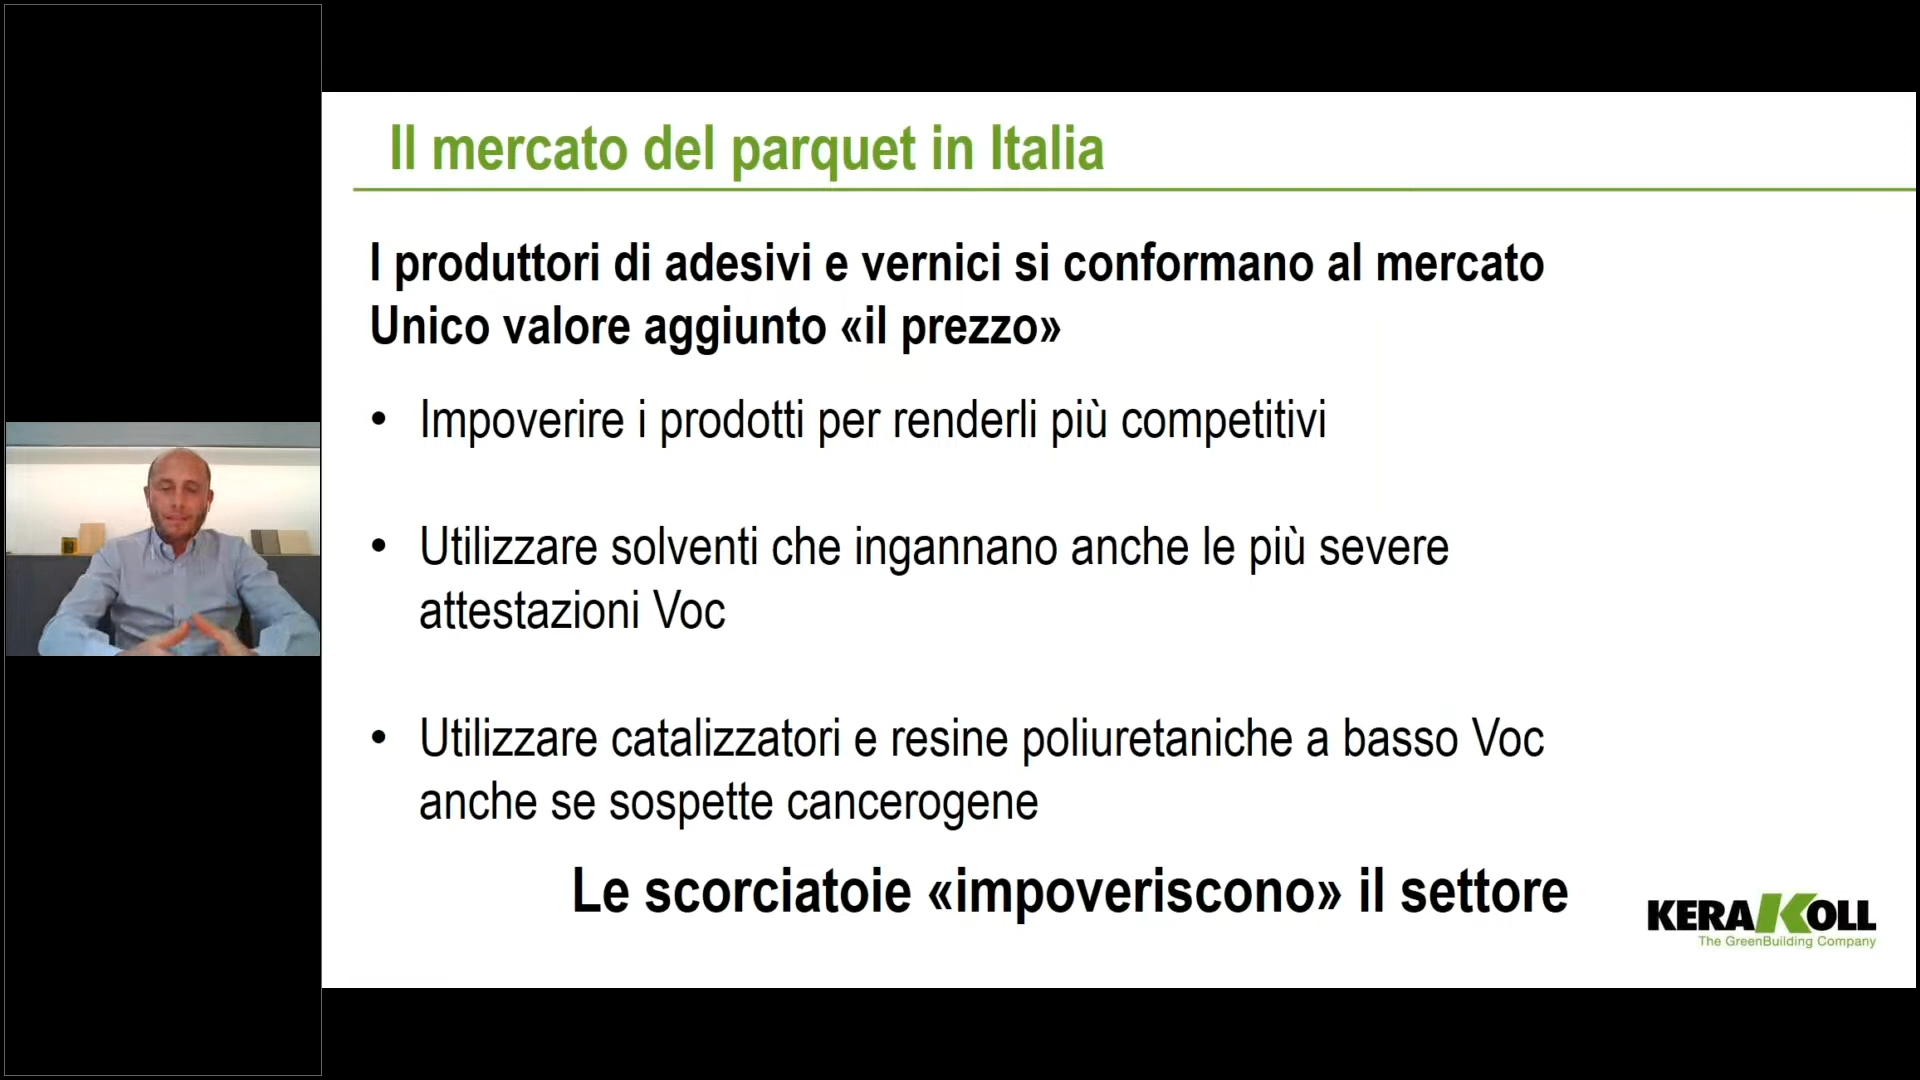 Il mercato del parquet in Italia
I produttori di adesivi e vernici si conformano al mercato
Unico valore aggiunto «il prezzo»
• Impoverire i prodotti per renderli più competitivi
• Utilizzare solventi che ingannano anche le più severe
attestazioni Voc
• Utilizzare catalizzatori e resine poliuretaniche a basso Voc
anche se sospette cancerogene
Le scorciatoie «impoveriscono» il settore
KERAKOLL
The GreenBuilding Company